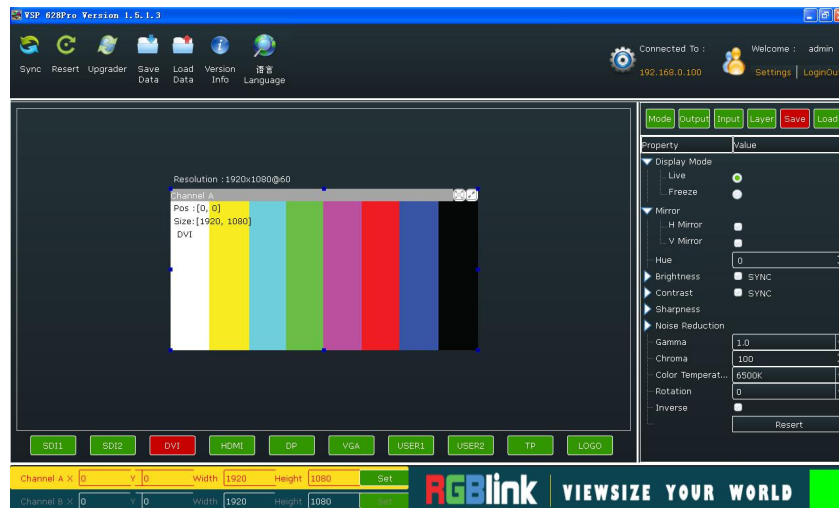 VSP 628Pro Version 1.5.1.3
Sync Resert Upgrader Save Data Load Data Version Info 语言 Language
Connected To :
192.168.0.100
Welcome : admin
Settings | LoginOu
Mode Output Input Layer Save Load
Property Value
Display Mode
Live
Freeze
Mirror
H Mirror
V Mirror
Hue 0
Brightness SYNC
Contrast SYNC
Sharpness
Noise Reduction
Gamma 1.0
Chroma 100
Color Temperat... 6500K
Rotation 0
Inverse
Resert
Resolution : 1920x1080@60
Channel A
Pos :[0, 0]
Size:[1920, 1080]
DVI
SDI1 SDI2 DVI HDMI DP VGA USER1 USER2 TP LOGO
Channel A X 0 Y 0 Width 1920 Height 1080 Set
Channel B X 0 Y 0 Width 1920 Height 1080 Set
RGBlink VIEWSIZE YOUR WORLD